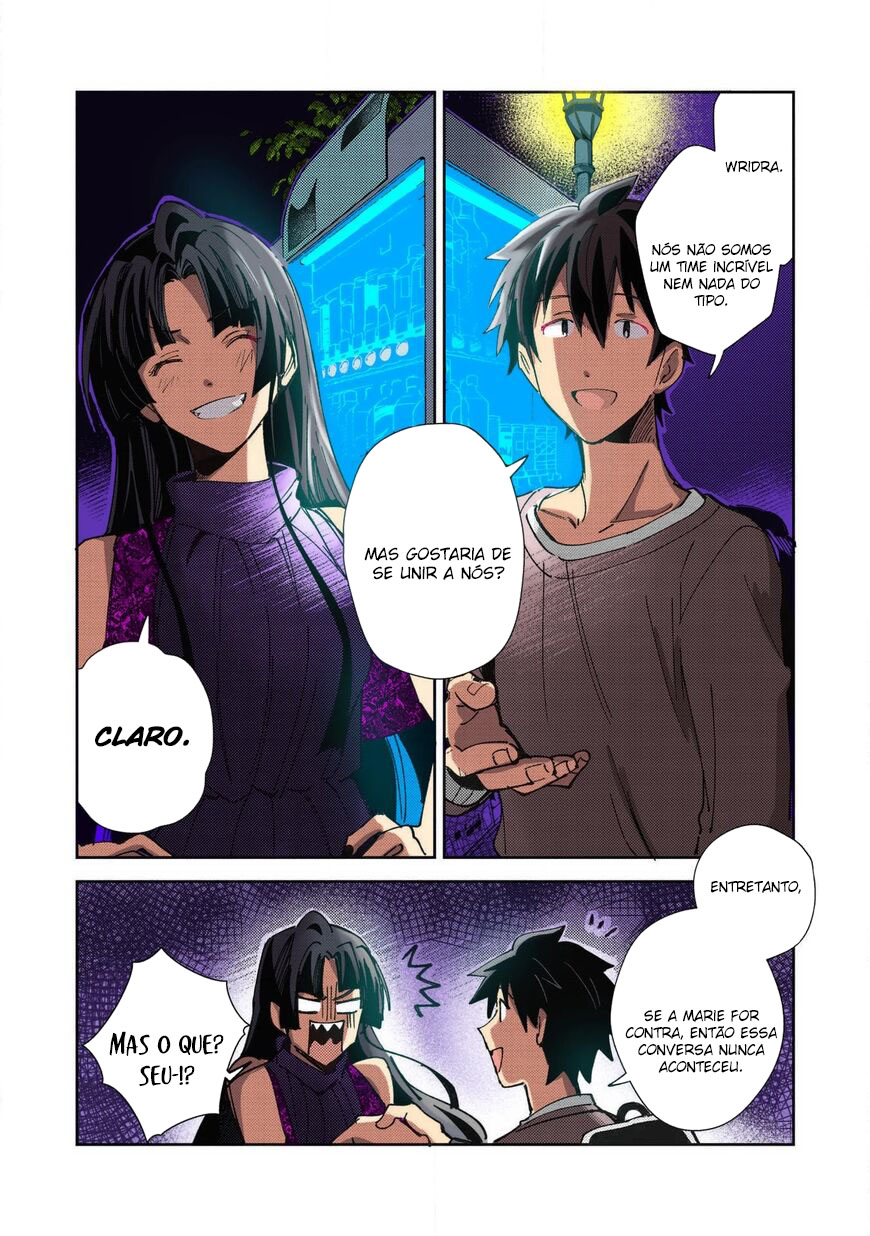 WRIDRA.
NÓS NÃO SOMOS
UM TIME INCRÍVEL
NEM NADA DO
TIPO.
MAS GOSTARIA DE
SE UNIR A NÓS?
CLARO.
ENTRETANTO,
SE A MARIE FOR
CONTRA, ENTÃO ESSA
CONVERSA NUNCA
ACONTECEU.
MAS O QUE?
SEU-!?